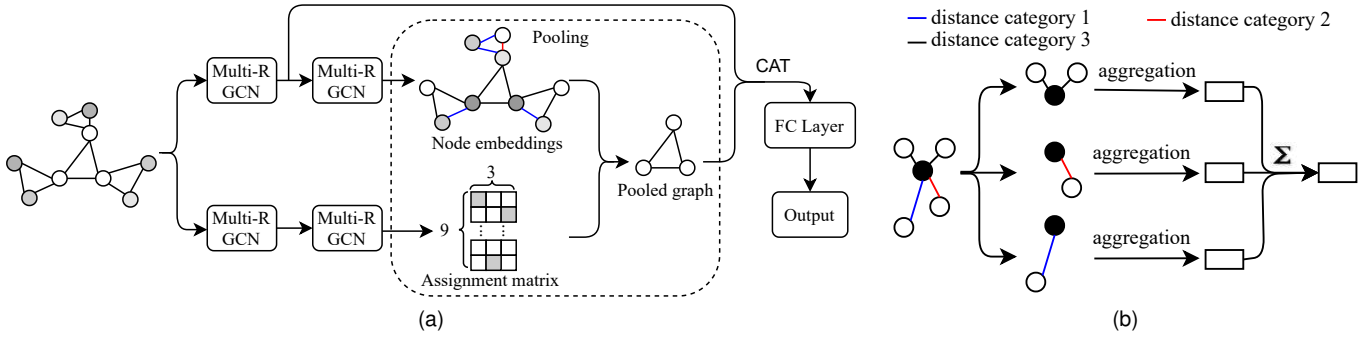 Multi-R
GCN
Multi-R
GCN
Pooling
Node embeddings
CAT
FC Layer
Output
Multi-R
GCN
Multi-R
GCN
3
9
Assignment matrix
Pooled graph
(a)
distance category 1
distance category 2
distance category 3
aggregation
aggregation
aggregation
Σ
(b)